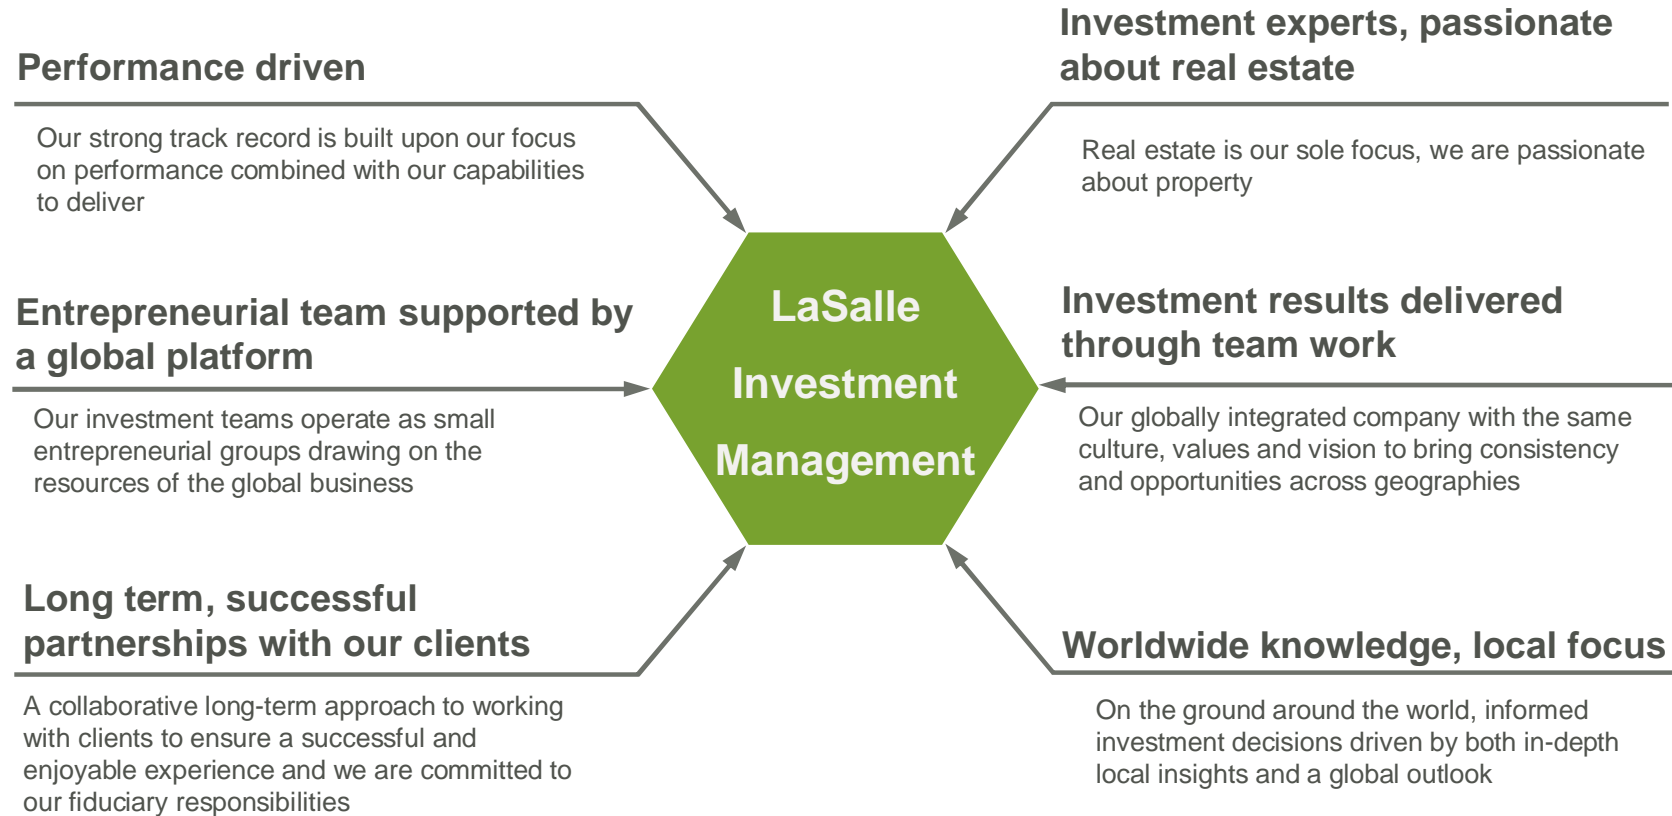 Performance driven
Our strong track record is built upon our focus
on performance combined with our capabilities
to deliver
Entrepreneurial team supported by
a global platform
Our investment teams operate as small
entrepreneurial groups drawing on the
resources of the global business
Long term, successful
partnerships with our clients
A collaborative long-term approach to working
with clients to ensure a successful and
enjoyable experience and we are committed to
our fiduciary responsibilities
LaSalle
Investment
Management
Investment experts, passionate
about real estate
Real estate is our sole focus, we are passionate
about property
Investment results delivered
through team work
Our globally integrated company with the same
culture, values and vision to bring consistency
and opportunities across geographies
Worldwide knowledge, local focus
On the ground around the world, informed
investment decisions driven by both in-depth
local insights and a global outlook